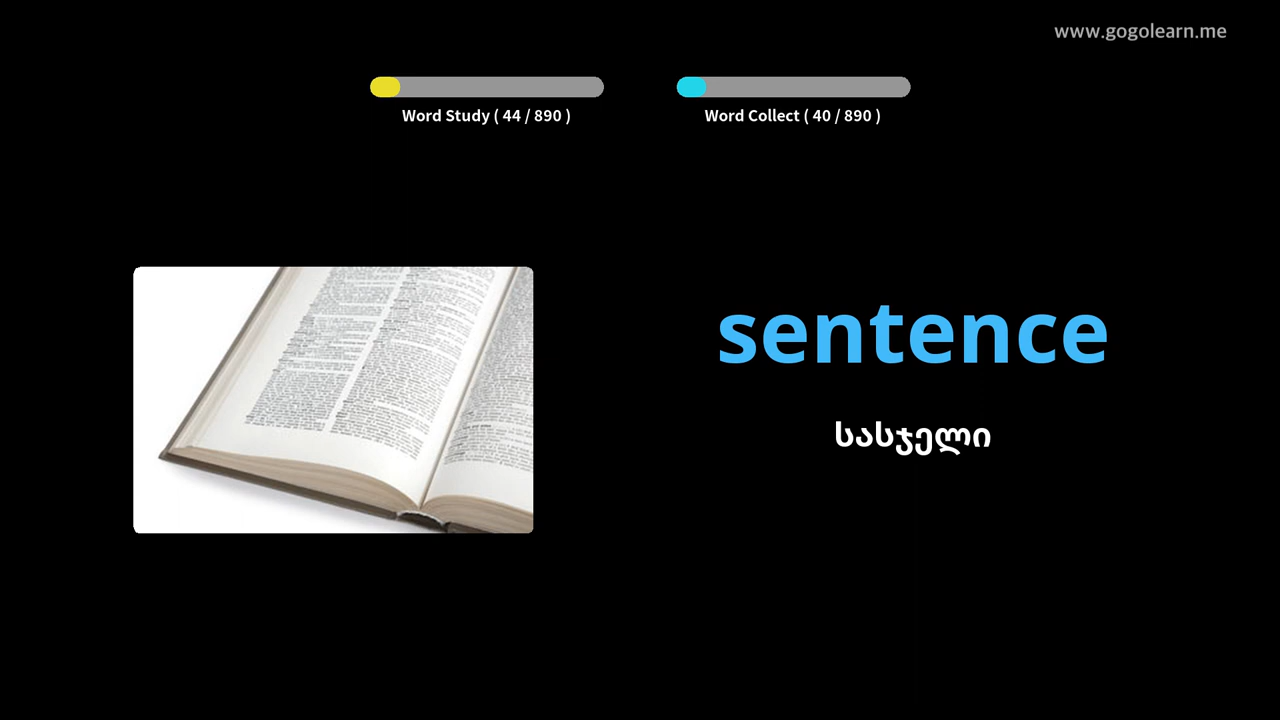 www.gogolearn.me
Word Study ( 44 / 890 )
Word Collect ( 40 / 890 )
sentence
სასჯელი